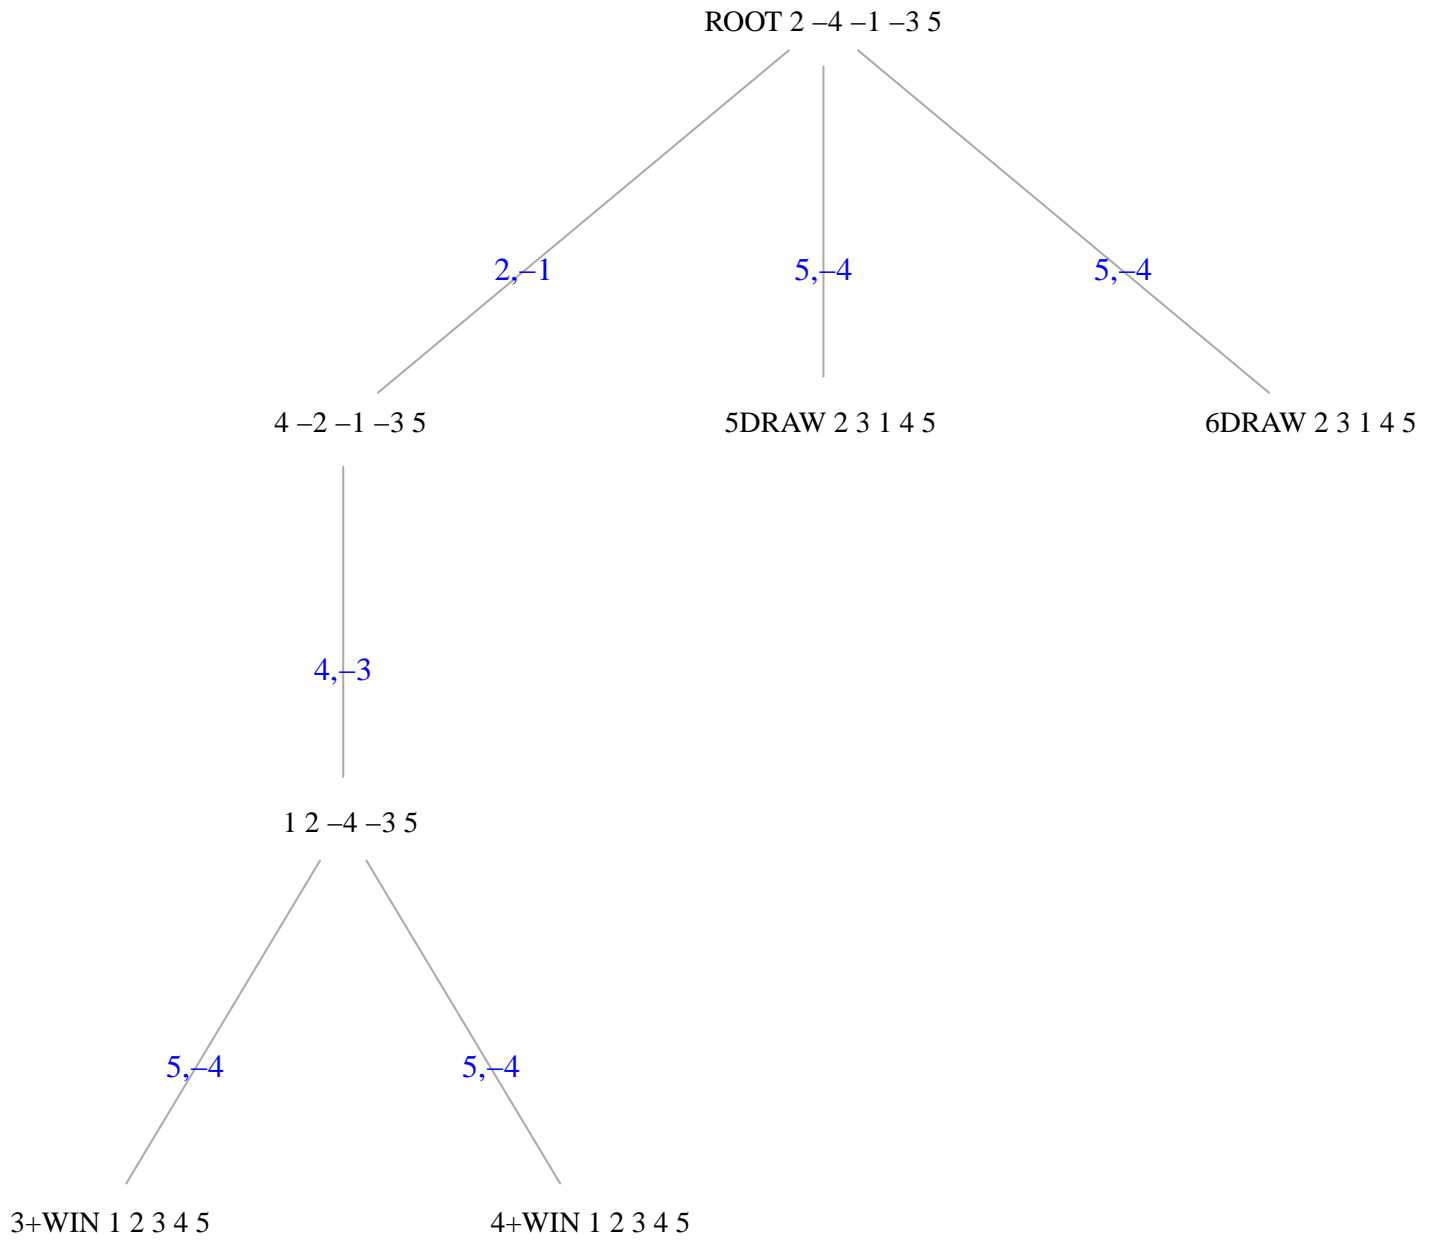 ROOT 2 –4 –1 –3 5
2,–1
5,–4
5,–4
4 –2 –1 –3 5
5DRAW 2 3 1 4 5
6DRAW 2 3 1 4 5
4,–3
1 2 –4 –3 5
5,–4
5,–4
3+WIN 1 2 3 4 5
4+WIN 1 2 3 4 5